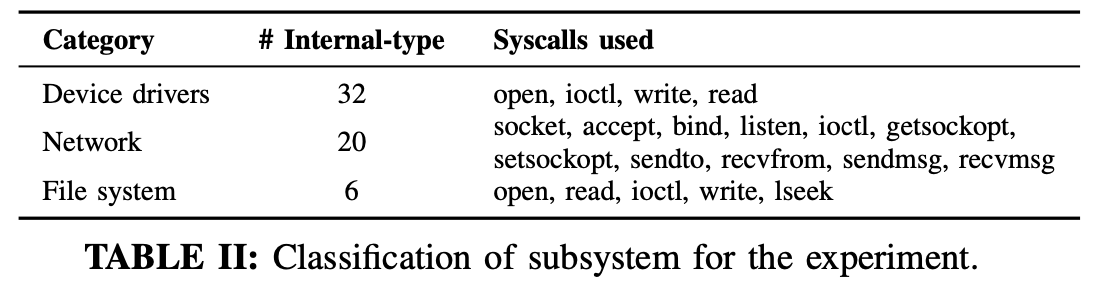 Category # Internal-type Syscalls used
Device drivers 32 open, ioctl, write, read
Network 20 socket, accept, bind, listen, ioctl, getsockopt,
setsockopt, sendto, recvfrom, sendmsg, recvmsg
File system 6 open, read, ioctl, write, lseek
TABLE II: Classification of subsystem for the experiment.